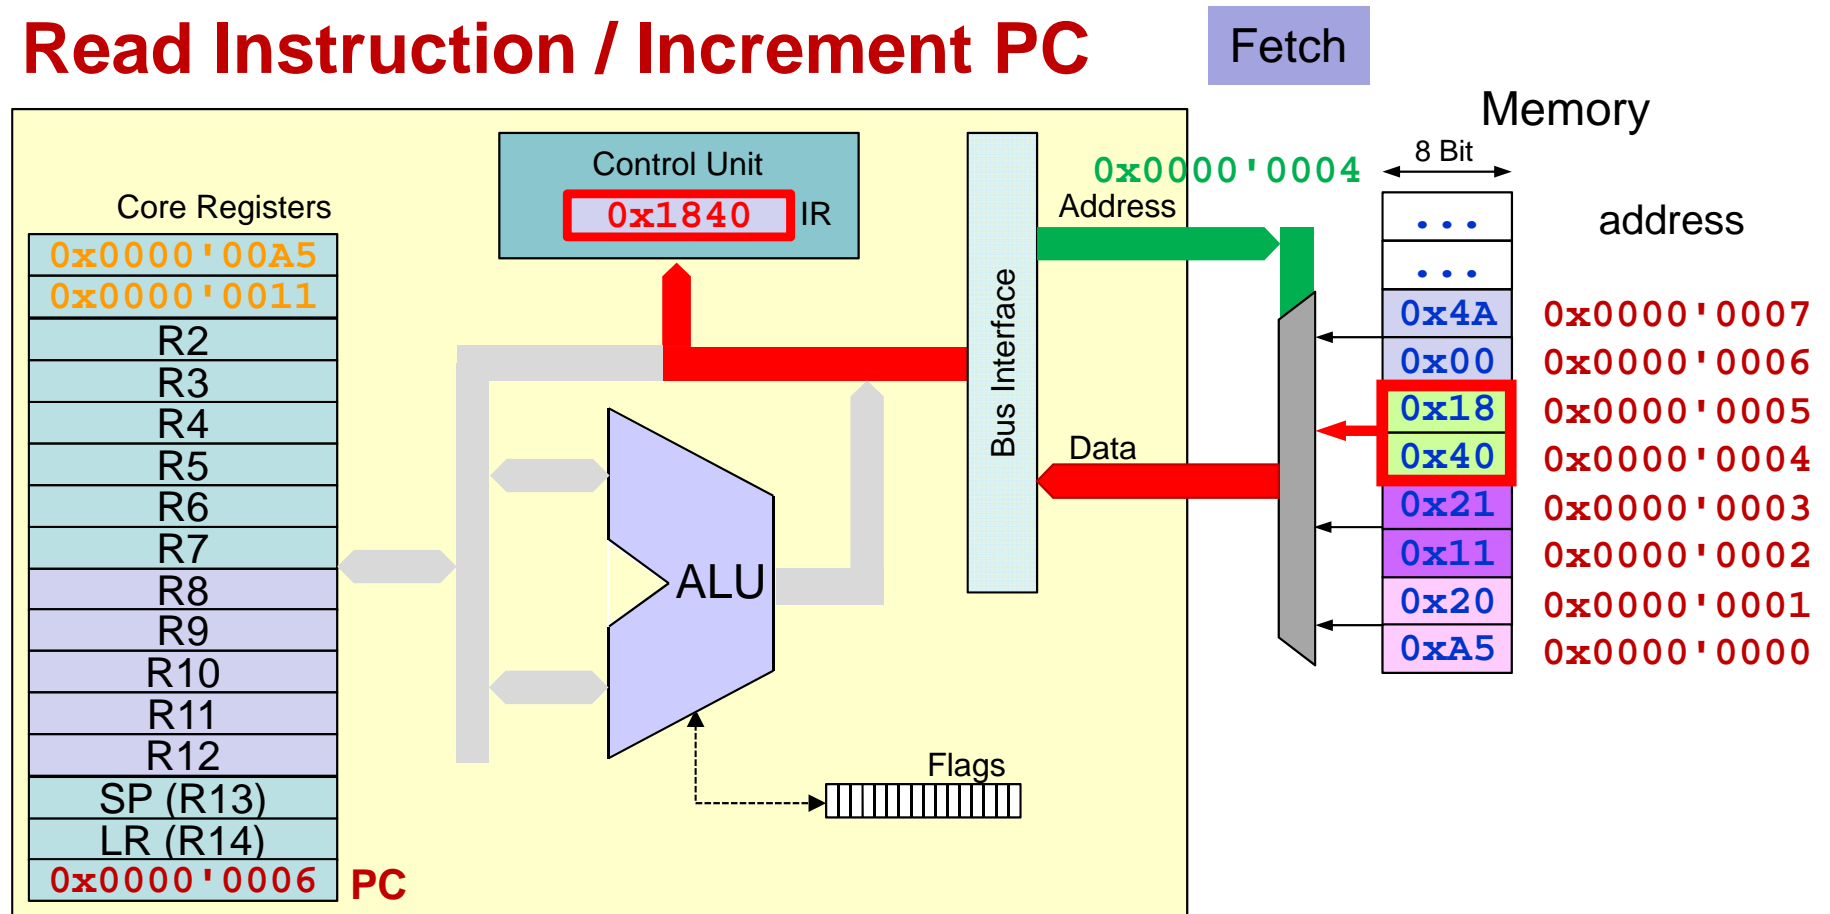 Read Instruction / Increment PC
Fetch
Memory
8 Bit
address
Control Unit
0x1840
IR
Core Registers
0x0000'00A5
0x0000'0011
R2
R3
R4
R5
R6
R7
R8
R9
R10
R11
R12
SP (R13)
LR (R14)
0x0000'0006
PC
ALU
Flags
Bus Interface
0x0000'0004
Address
Data
...
...
0x4A 0x0000'0007
0x00 0x0000'0006
0x18 0x0000'0005
0x40 0x0000'0004
0x21 0x0000'0003
0x11 0x0000'0002
0x20 0x0000'0001
0xA5 0x0000'0000